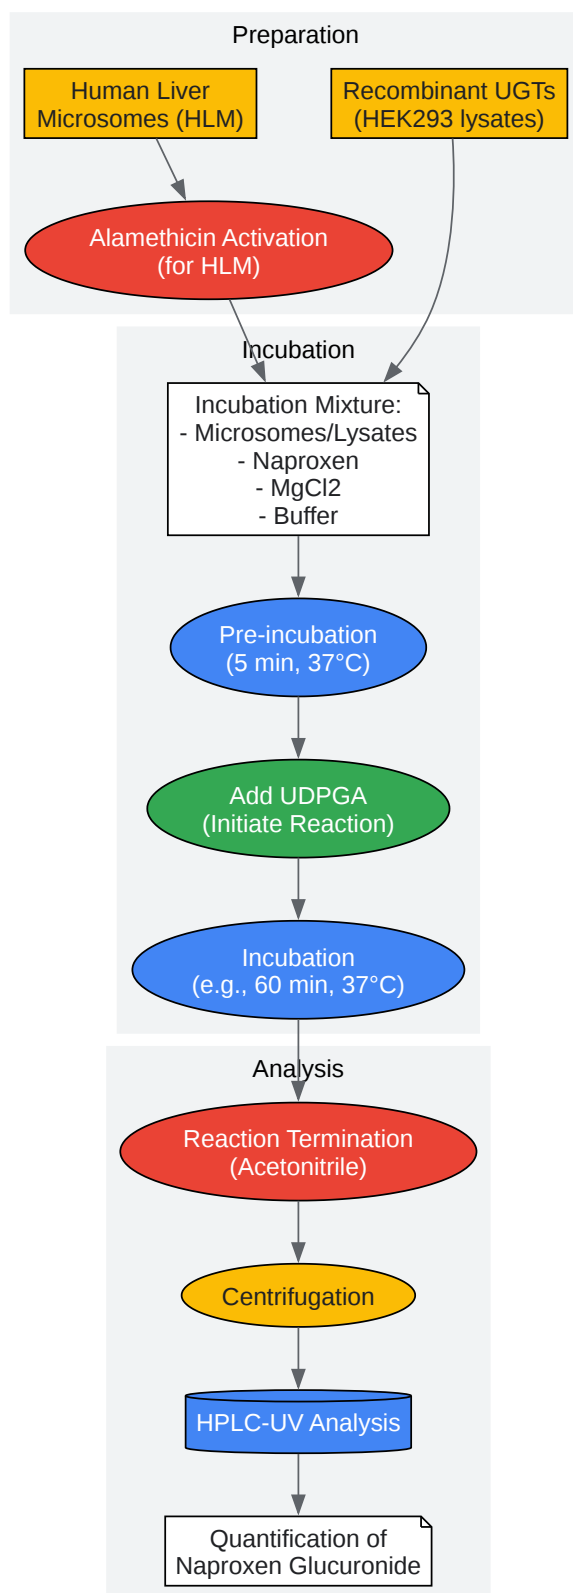 Preparation
Human Liver
Microsomes (HLM)
Recombinant UGTs
(HEK293 lysates)
Alamethicin Activation
(for HLM)
Incubation
Incubation Mixture:
- Microsomes/Lysates
- Naproxen
- MgCl2
- Buffer
Pre-incubation
(5 min, 37°C)
Add UDPGA
(Initiate Reaction)
Incubation
(e.g., 60 min, 37°C)
Analysis
Reaction Termination
(Acetonitrile)
Centrifugation
HPLC-UV Analysis
Quantification of
Naproxen Glucuronide